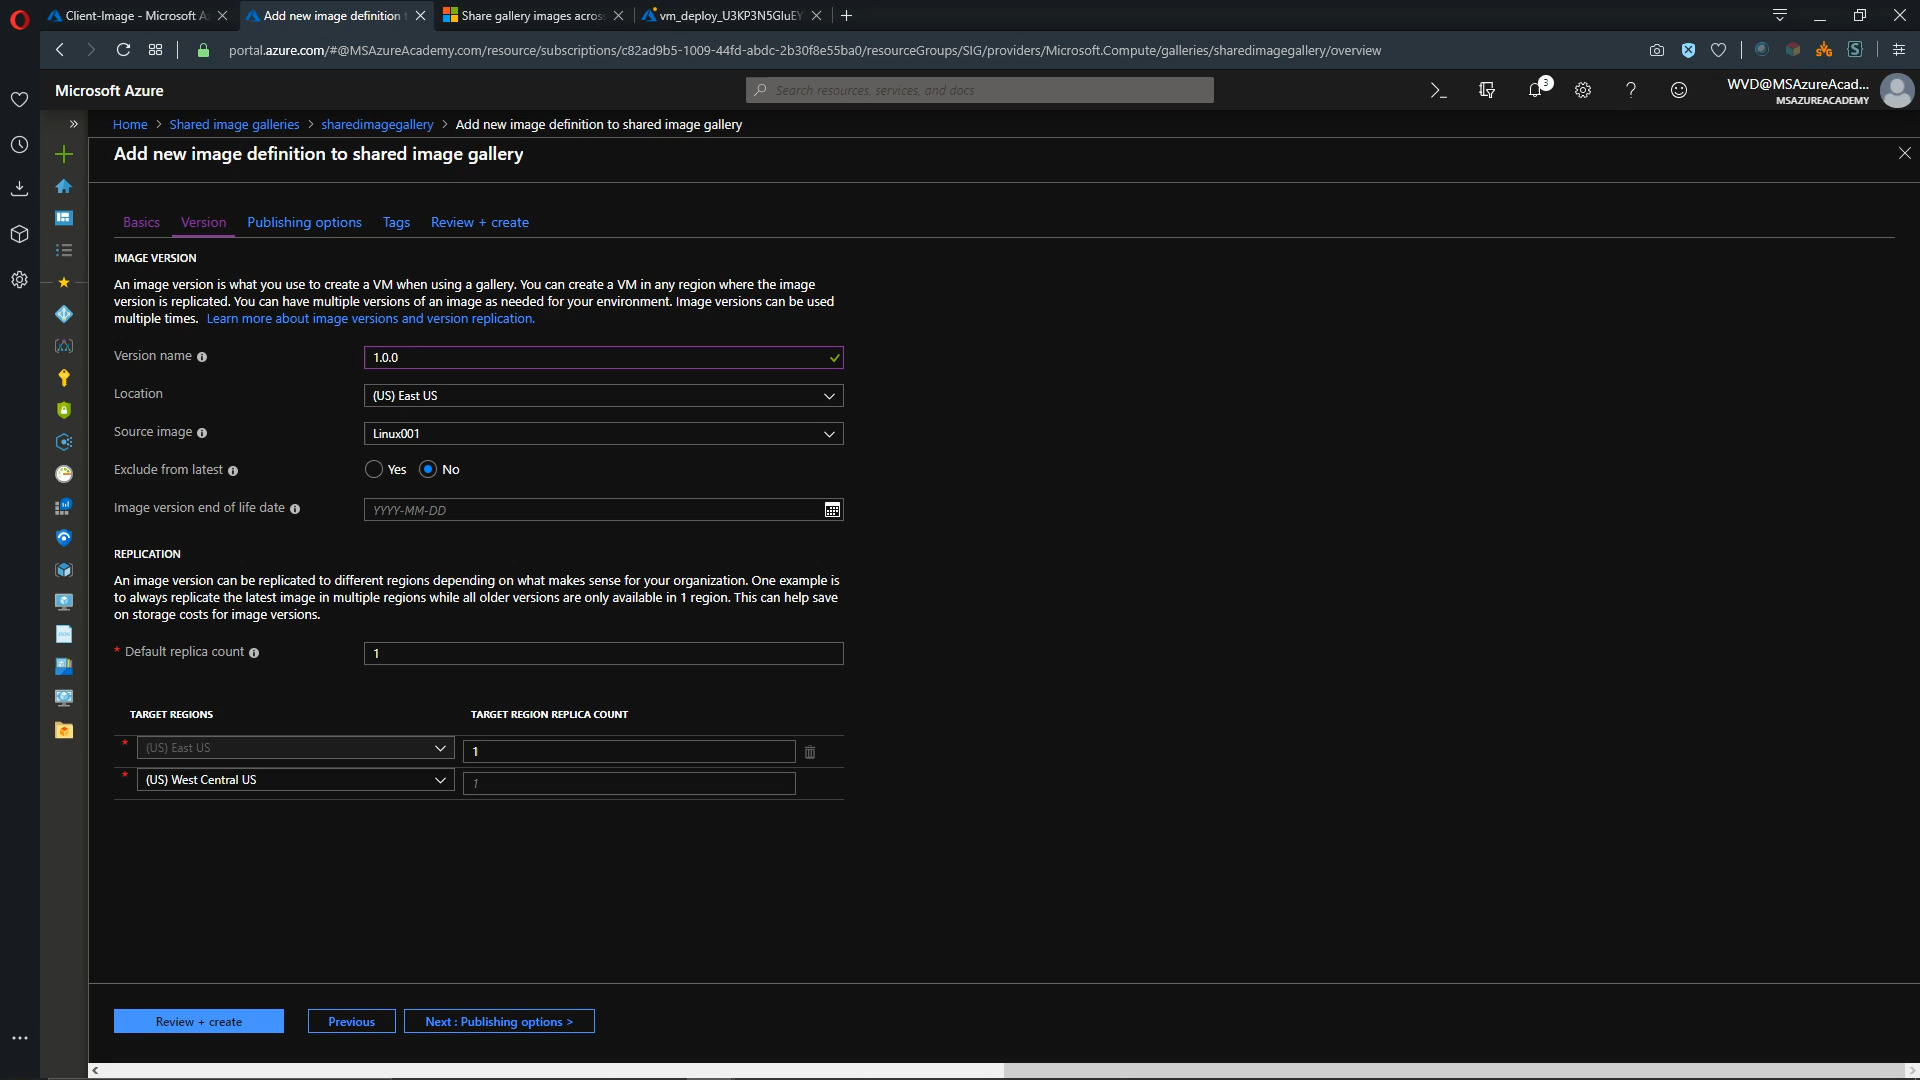 Client-Image - Microsoft A
Add new image definition
Share gallery images acros
vm_deploy_U3KP3N5GluEY
portal.azure.com/#@MSAzureAcademy.com/resource/subscriptions/c82ad9b5-1009-44fd-abdc-2b30f8e55ba0/resourceGroups/SIG/providers/Microsoft.Compute/galleries/sharedimagegallery/overview
Microsoft Azure
Search resources, services, and docs
3
WVD@MSAzureAcad...
MSAZUREACADEMY
Home > Shared image galleries > sharedimagegallery > Add new image definition to shared image gallery
Add new image definition to shared image gallery
Basics Version Publishing options Tags Review + create
IMAGE VERSION
An image version is what you use to create a VM when using a gallery. You can create a VM in any region where the image
version is replicated. You can have multiple versions of an image as needed for your environment. Image versions can be used
multiple times. Learn more about image versions and version replication.
Version name 1.0.0
Location (US) East US
Source image Linux001
Exclude from latest Yes No
Image version end of life date YYYY-MM-DD
REPLICATION
An image version can be replicated to different regions depending on what makes sense for your organization. One example is
to always replicate the latest image in multiple regions while all older versions are only available in 1 region. This can help save
on storage costs for image versions.
* Default replica count 1
TARGET REGIONS TARGET REGION REPLICA COUNT
* (US) East US 1
* (US) West Central US 1
Review + create Previous Next : Publishing options >